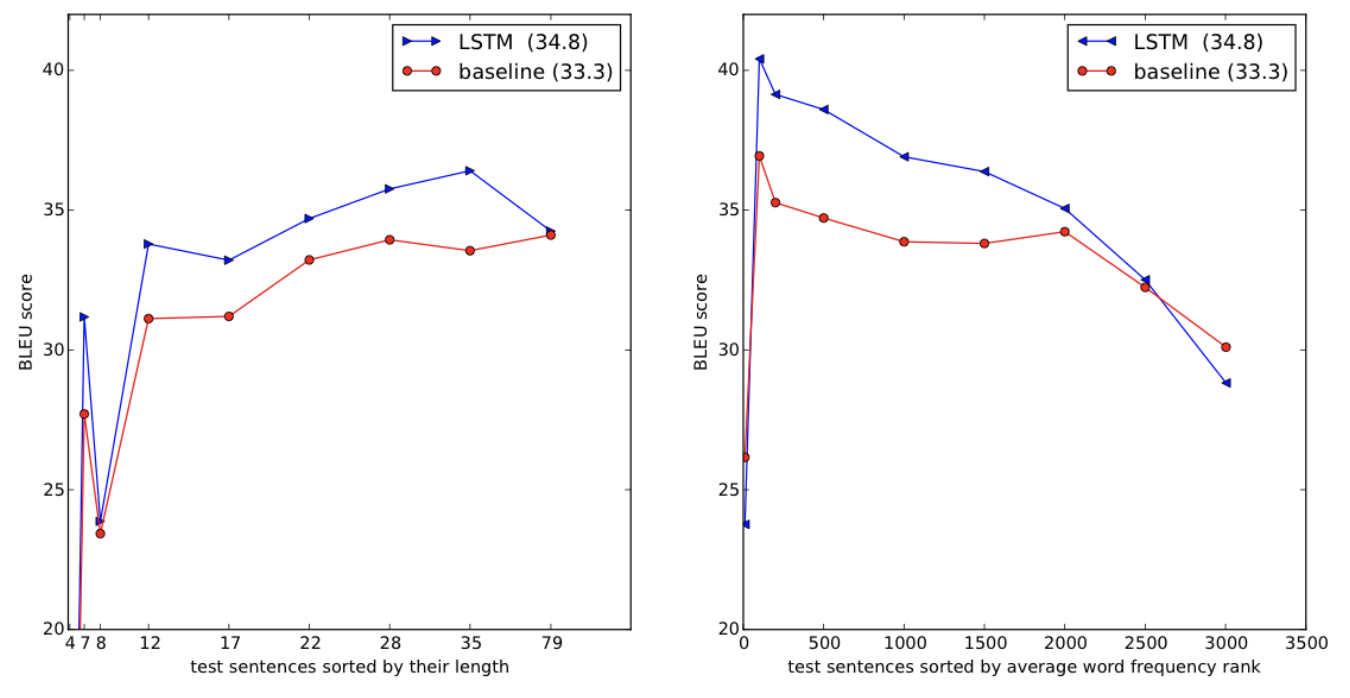 LSTM (34.8)
baseline (33.3)
40
35
30
25
20
BLEU score
4 7 8 12 17 22 28 35 79
test sentences sorted by their length
LSTM (34.8)
baseline (33.3)
40
35
30
25
20
BLEU score
0 500 1000 1500 2000 2500 3000 3500
test sentences sorted by average word frequency rank